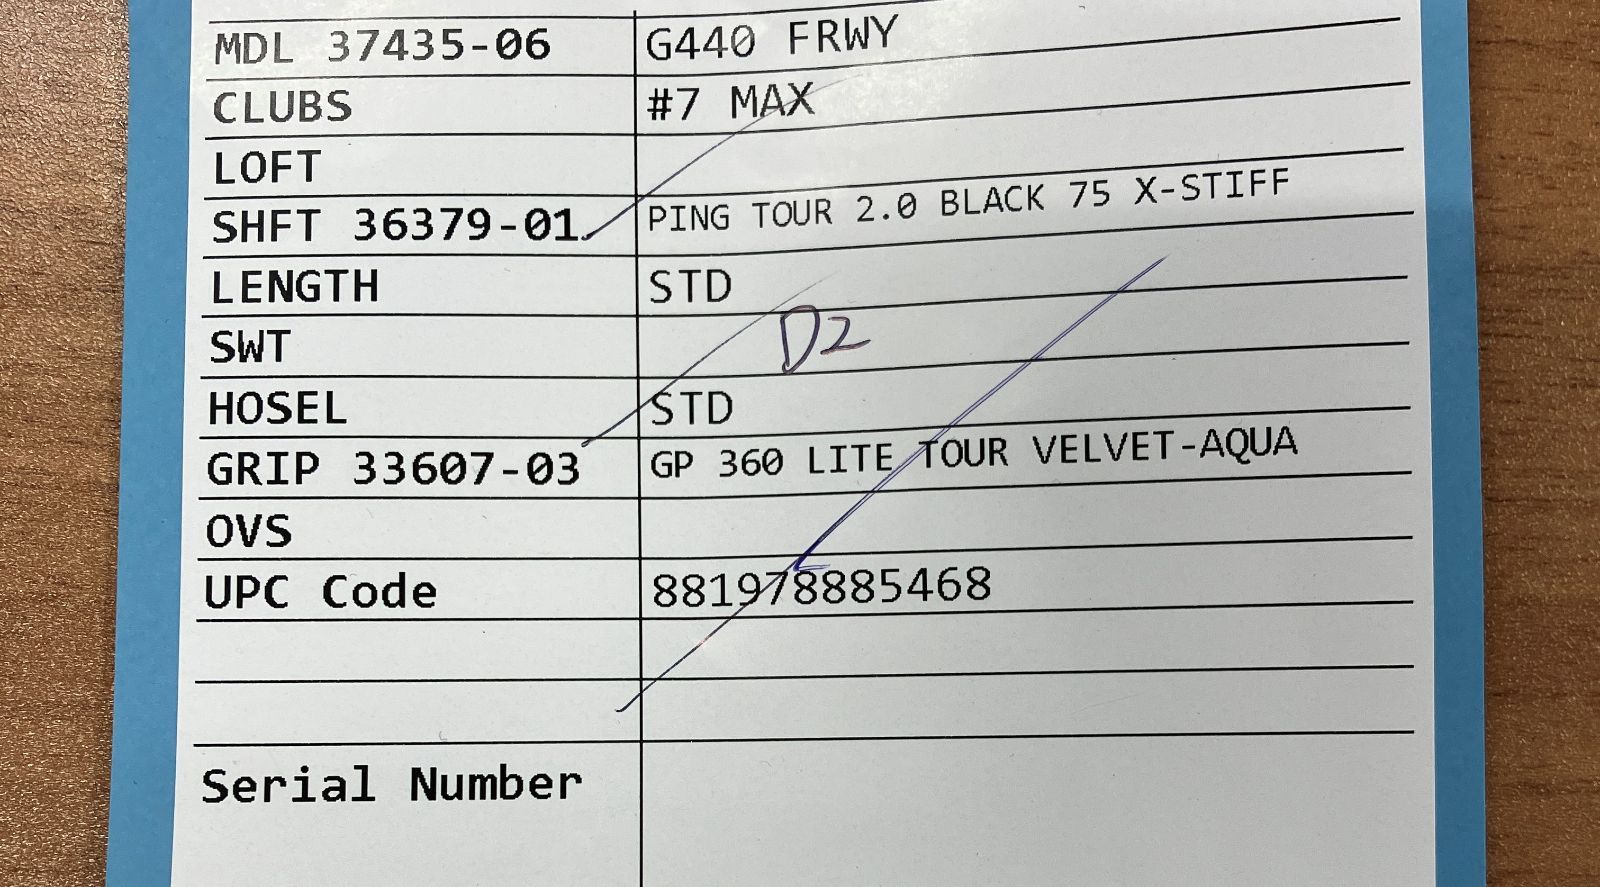 MDL 37435-06 G440 FRWY
CLUBS #7 MAX
LOFT
SHFT 36379-01 PING TOUR 2.0 BLACK 75 X-STIFF
LENGTH STD
SWT D2
HOSEL STD
GRIP 33607-03 GP 360 LITE TOUR VELVET-AQUA
OVS
UPC Code 881978885468
Serial Number